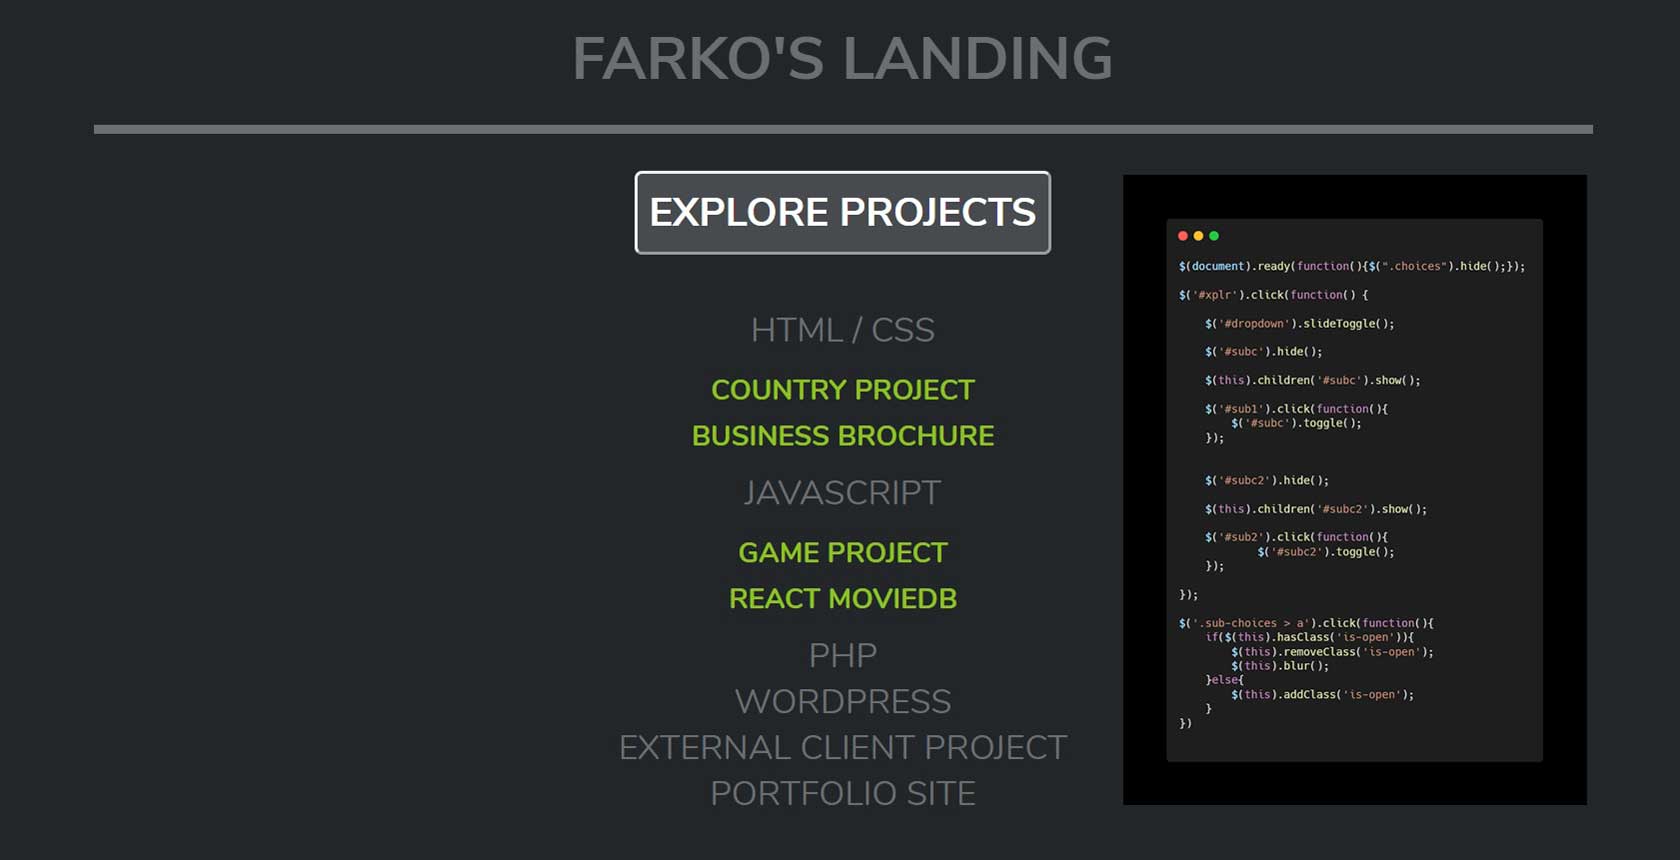 FARKO'S LANDING
EXPLORE PROJECTS
HTML / CSS
COUNTRY PROJECT
BUSINESS BROCHURE
JAVASCRIPT
GAME PROJECT
REACT MOVIEDB
PHP
WORDPRESS
EXTERNAL CLIENT PROJECT
PORTFOLIO SITE
$(document).ready(function(){$(".choices").hide();});
$('#xplr').click(function() {
$('#dropdown').slideToggle();
$('#subc').hide();
$(this).children('#subc').show();
$('#sub1').click(function(){
$('#subc').toggle();
});
$('#subc2').hide();
$(this).children('#subc2').show();
$('#sub2').click(function(){
$('#subc2').toggle();
});
});
$('.sub-choices > a').click(function(){
if($(this).hasClass('is-open')){
$(this).removeClass('is-open');
$(this).blur();
}else{
$(this).addClass('is-open');
}
})